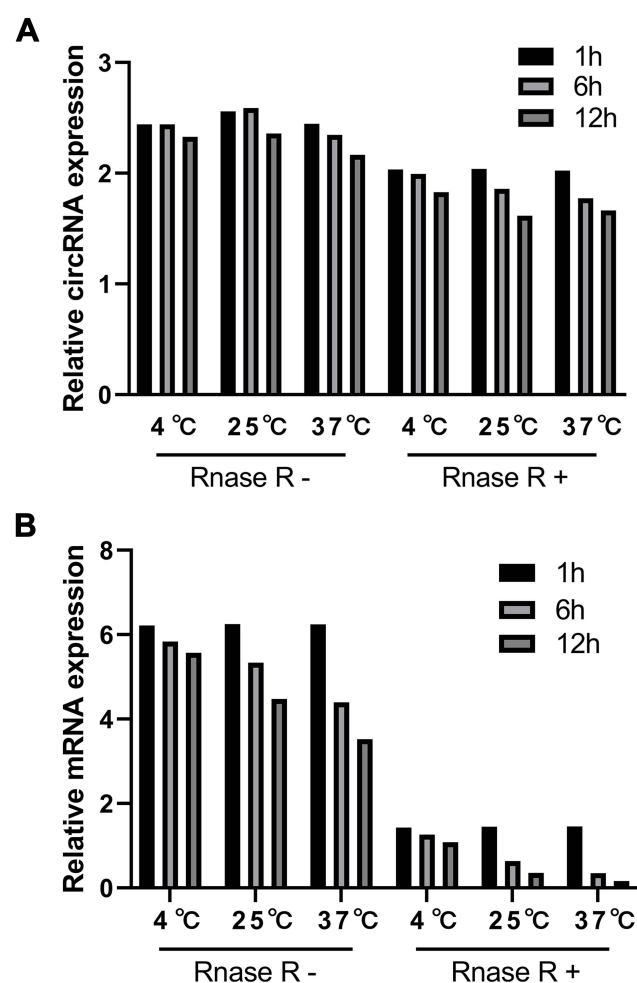 A
Relative circRNA expression
3
2
1
0
1h
6h
12h
4 °C 25 °C 37 °C 4 °C 25 °C 37 °C
Rnase R - Rnase R +
B
Relative mRNA expression
8
6
4
2
0
1h
6h
12h
4 °C 25 °C 37 °C 4 °C 25 °C 37 °C
Rnase R - Rnase R +